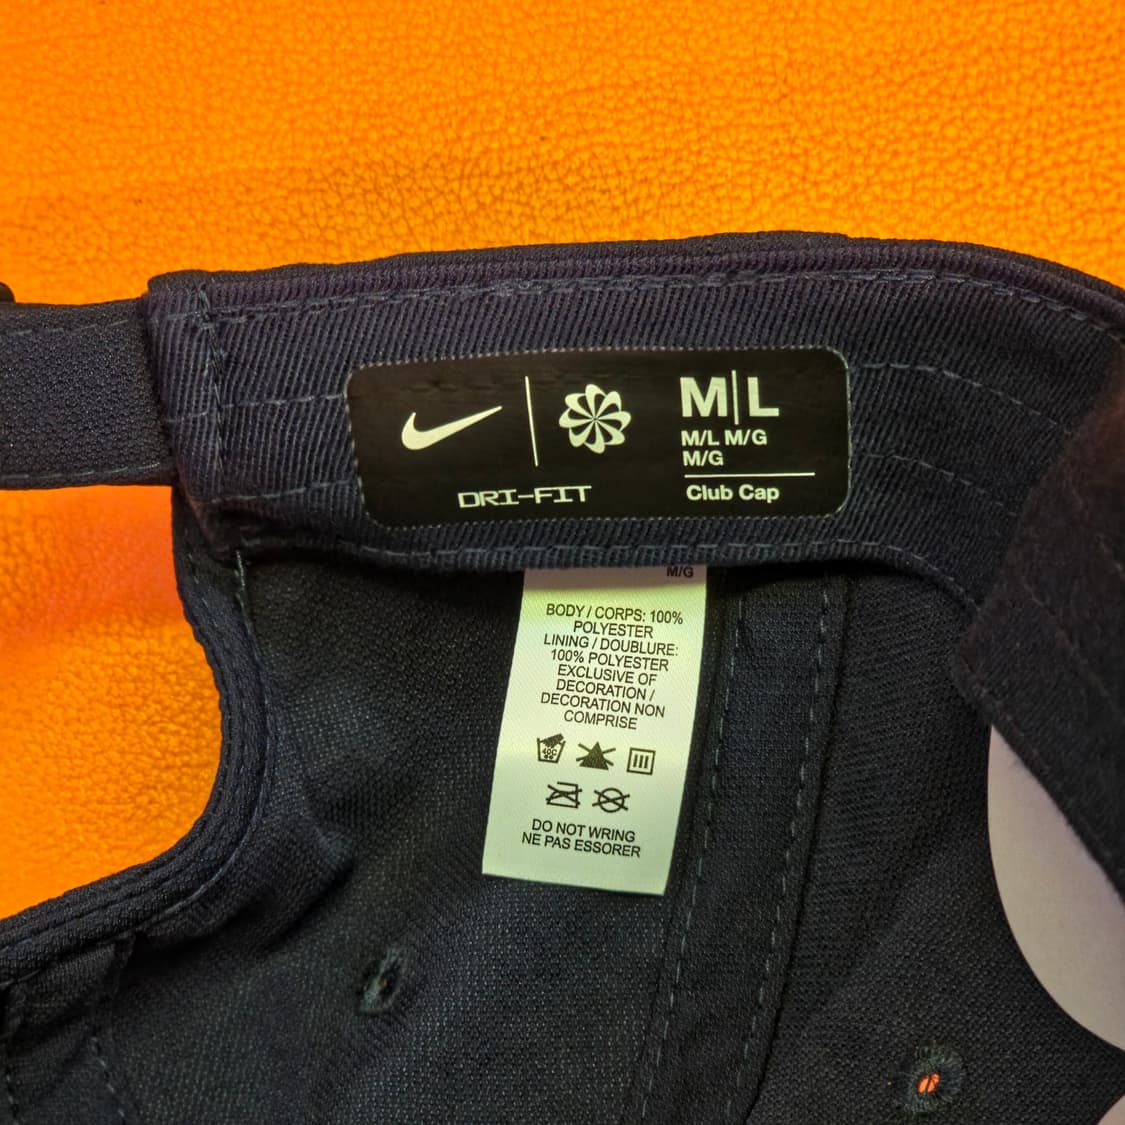 M|L
M/L M/G
M/G
DRI-FIT
Club Cap
M/G
BODY / CORPS: 100%
POLYESTER
LINING / DOUBLURE:
100% POLYESTER
EXCLUSIVE OF
DECORATION /
DECORATION NON
COMPRISE
40C
DO NOT WRING
NE PAS ESSORER